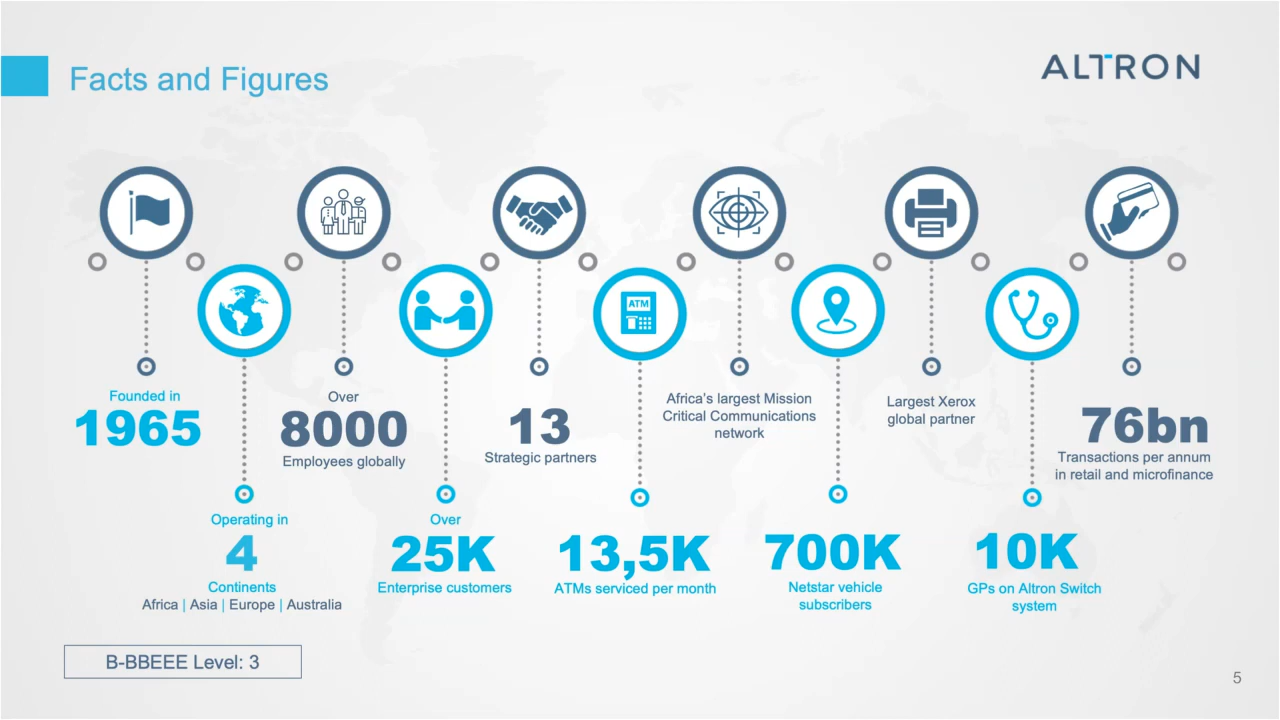 Facts and Figures
ALTRON
Founded in
1965
Operating in
4
Continents
Africa | Asia | Europe | Australia
Over
8000
Employees globally
Over
25K
Enterprise customers
13
Strategic partners
ATM
13,5K
ATMs serviced per month
Africa's largest Mission
Critical Communications
network
700K
Netstar vehicle
subscribers
Largest Xerox
global partner
10K
GPs on Altron Switch
system
76bn
Transactions per annum
in retail and microfinance
B-BBEEE Level: 3
5